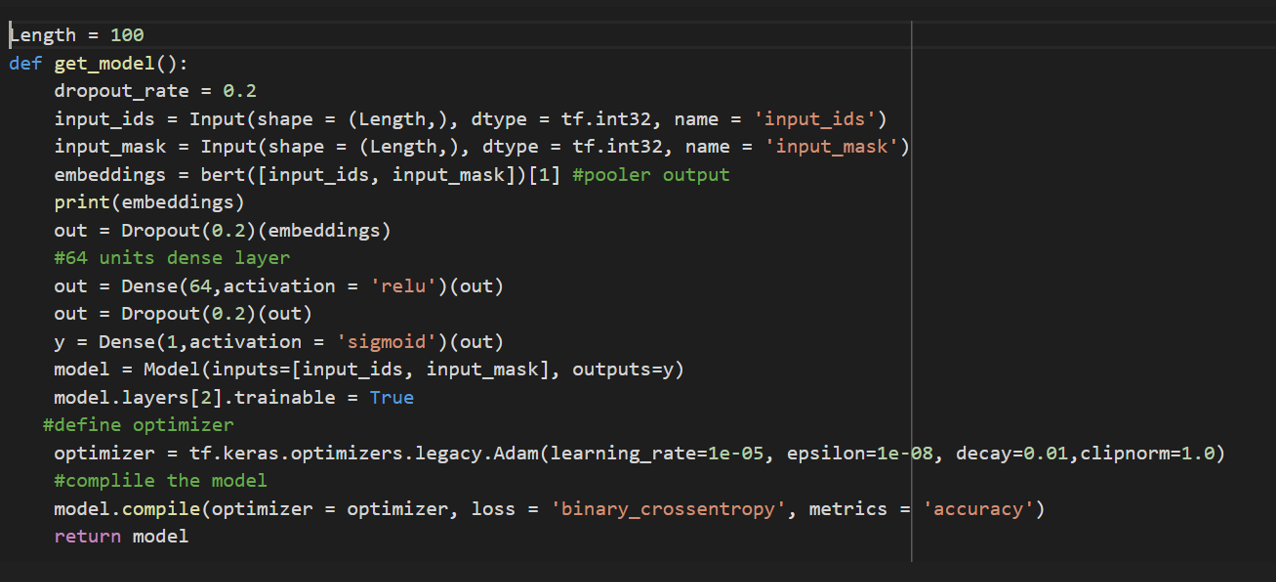 Length = 100
def get_model():
    dropout_rate = 0.2
    input_ids = Input(shape = (Length,), dtype = tf.int32, name = 'input_ids')
    input_mask = Input(shape = (Length,), dtype = tf.int32, name = 'input_mask')
    embeddings = bert([input_ids, input_mask])[1] #pooler output
    print(embeddings)
    out = Dropout(0.2)(embeddings)
    #64 units dense layer
    out = Dense(64,activation = 'relu')(out)
    out = Dropout(0.2)(out)
    y = Dense(1,activation = 'sigmoid')(out)
    model = Model(inputs=[input_ids, input_mask], outputs=y)
    model.layers[2].trainable = True
   #define optimizer
    optimizer = tf.keras.optimizers.legacy.Adam(learning_rate=1e-05, epsilon=1e-08, decay=0.01,clipnorm=1.0)
    #complile the model
    model.compile(optimizer = optimizer, loss = 'binary_crossentropy', metrics = 'accuracy')
    return model